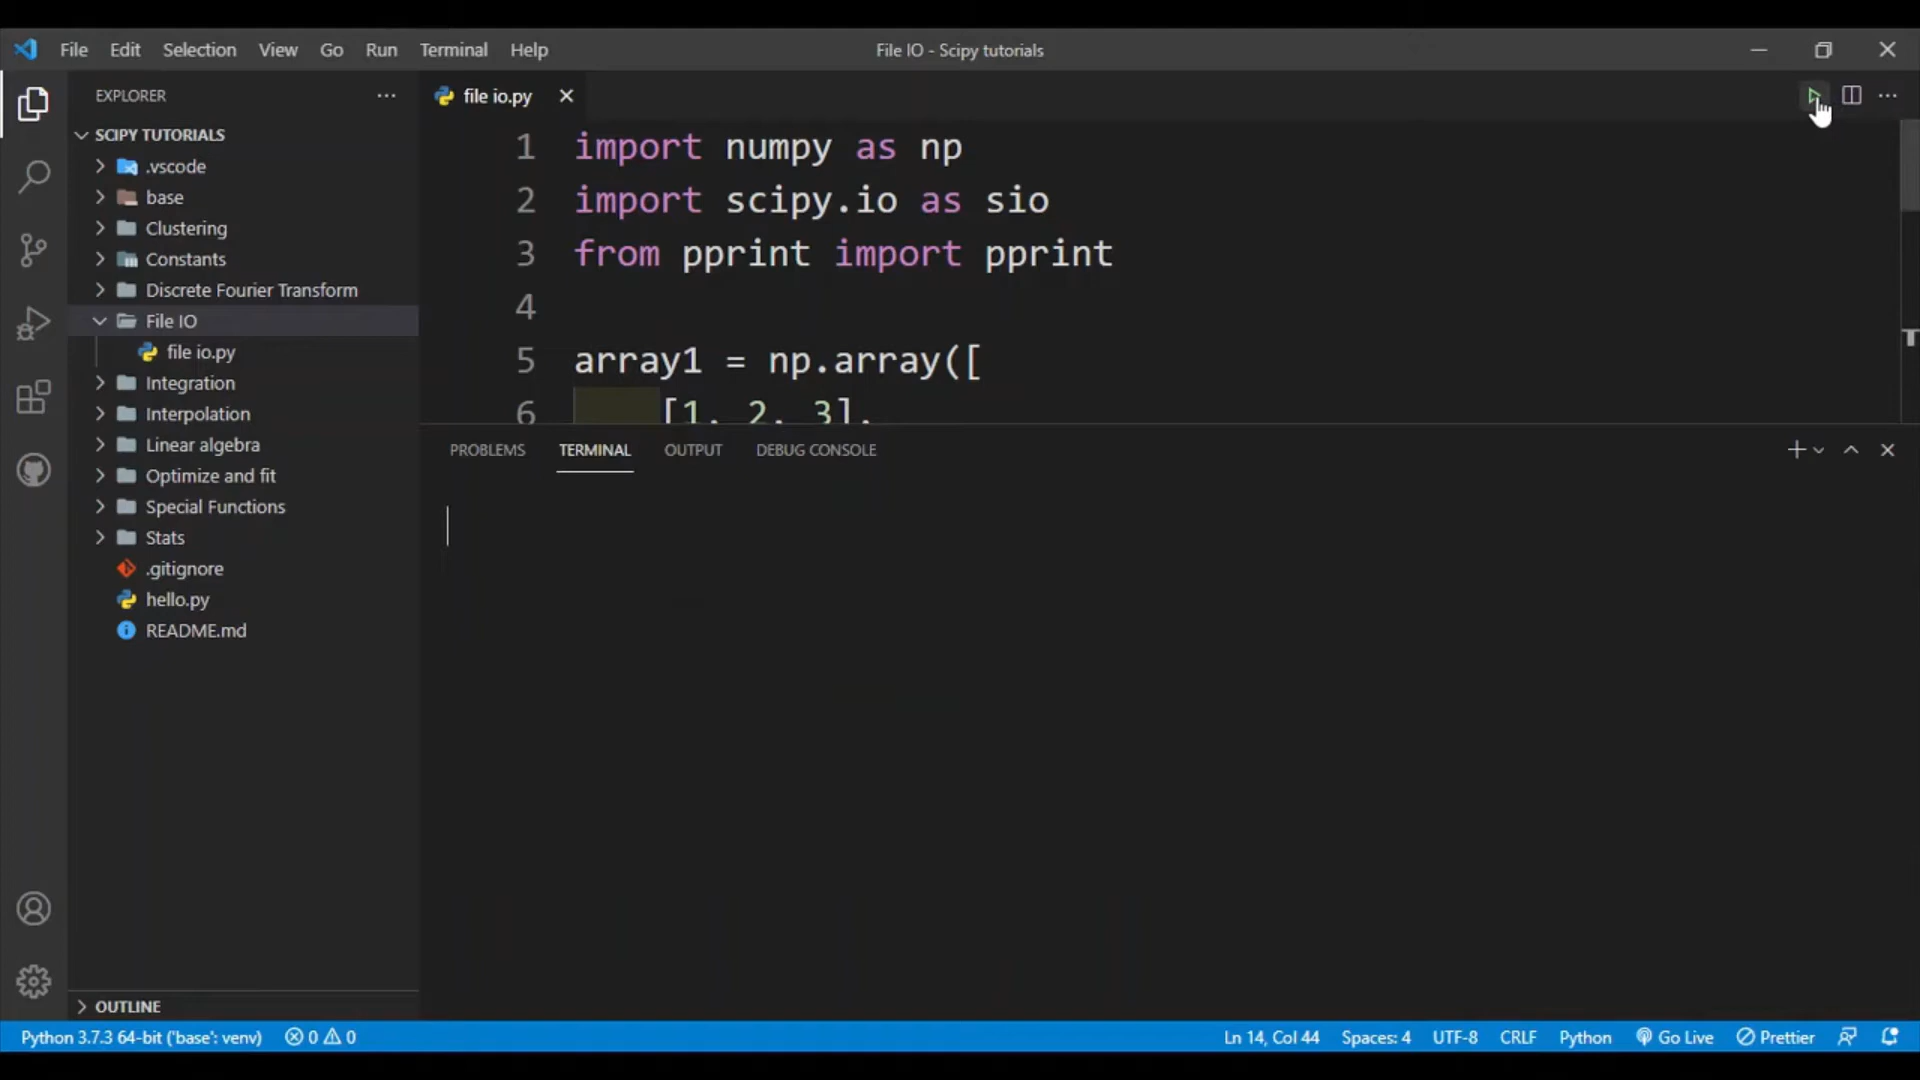 File Edit Selection View Go Run Terminal Help
File IO - Scipy tutorials
EXPLORER
SCIPY TUTORIALS
.vscode
base
Clustering
Constants
Discrete Fourier Transform
File IO
file io.py
Integration
Interpolation
Linear algebra
Optimize and fit
Special Functions
Stats
.gitignore
hello.py
README.md
OUTLINE
file io.py
1 import numpy as np
2 import scipy.io as sio
3 from pprint import pprint
4
5 array1 = np.array([
6 [1, 2, 3],
PROBLEMS TERMINAL OUTPUT DEBUG CONSOLE
Python 3.7.3 64-bit ('base': venv) 0 0 Ln 14, Col 44 Spaces: 4 UTF-8 CRLF Python Go Live Prettier